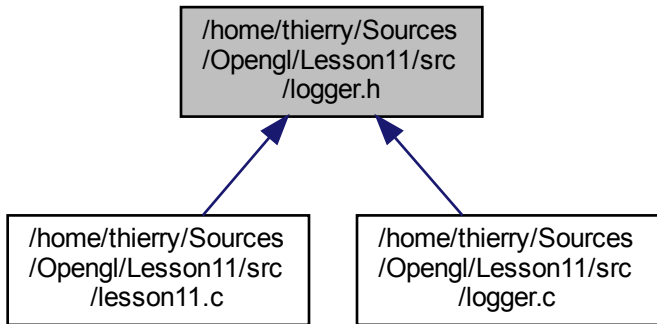 /home/thierry/Sources
/Opengl/Lesson11/src
/logger.h
/home/thierry/Sources
/Opengl/Lesson11/src
/lesson11.c
/home/thierry/Sources
/Opengl/Lesson11/src
/logger.c